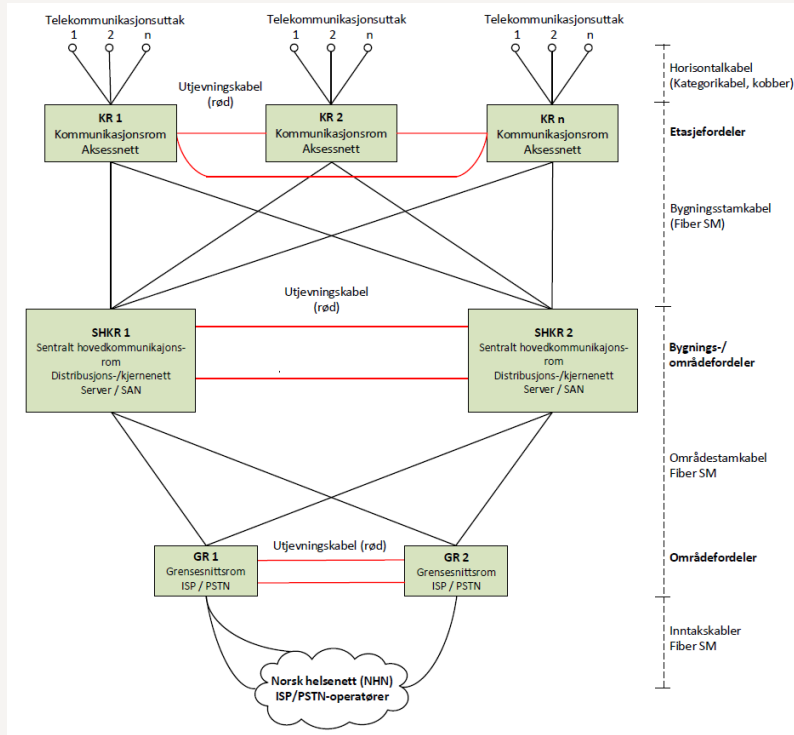 Telekommunikasjonsuttak
1 2 n
Telekommunikasjonsuttak
1 2 n
Telekommunikasjonsuttak
1 2 n
Horisontalkabel
(Kategorikabel, kobber)
Utjevningskabel
(rød)
KR 1
Kommunikasjonsrom
Aksessnett
KR 2
Kommunikasjonsrom
Aksessnett
KR n
Kommunikasjonsrom
Aksessnett
Etasjefordeler
Bygningsstamkabel
(Fiber SM)
Utjevningkabel
(rød)
SHKR 1
Sentralt hovedkommunikajons-
rom
Distribusjons-/kjernenett
Server / SAN
SHKR 2
Sentralt hovedkommunikajons-
rom
Distribusjons-/kjernenett
Server / SAN
Bygnings-/
områdefordeler
Områdestamkabel
Fiber SM
Utjevningkabel (rød)
GR 1
Grensesnittsrom
ISP / PSTN
GR 2
Grensesnittsrom
ISP / PSTN
Områdefordeler
Inntakskabler
Fiber SM
Norsk helsenett (NHN)
ISP/PSTN-operatører